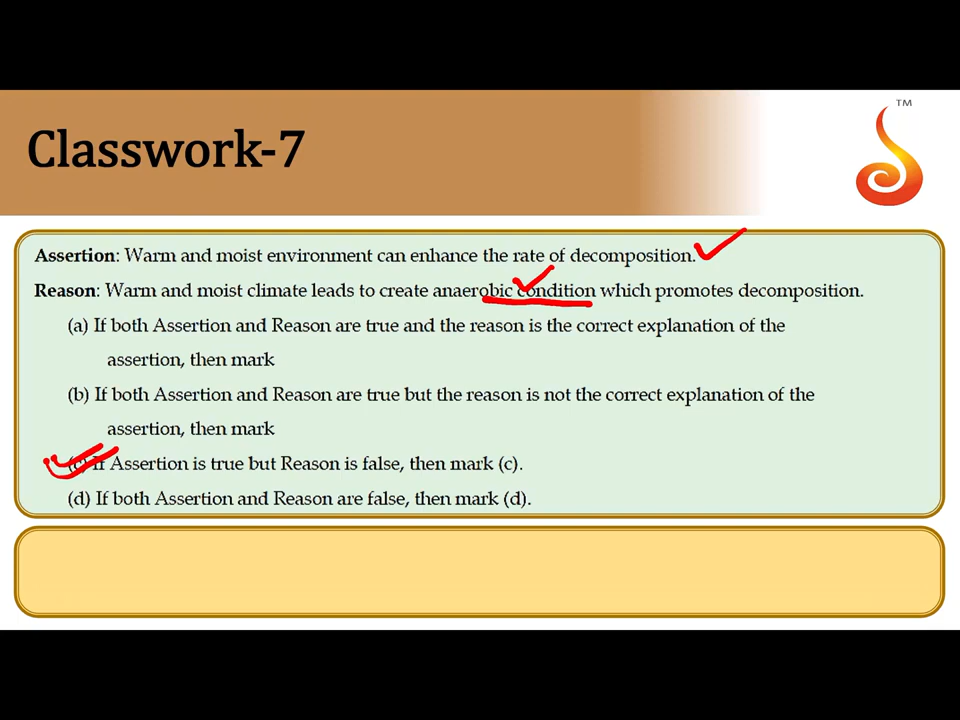 TM
Classwork-7
Assertion: Warm and moist environment can enhance the rate of decomposition.
Reason: Warm and moist climate leads to create anaerobic condition which promotes decomposition.
(a) If both Assertion and Reason are true and the reason is the correct explanation of the
assertion, then mark
(b) If both Assertion and Reason are true but the reason is not the correct explanation of the
assertion, then mark
(c) If Assertion is true but Reason is false, then mark (c).
(d) If both Assertion and Reason are false, then mark (d).